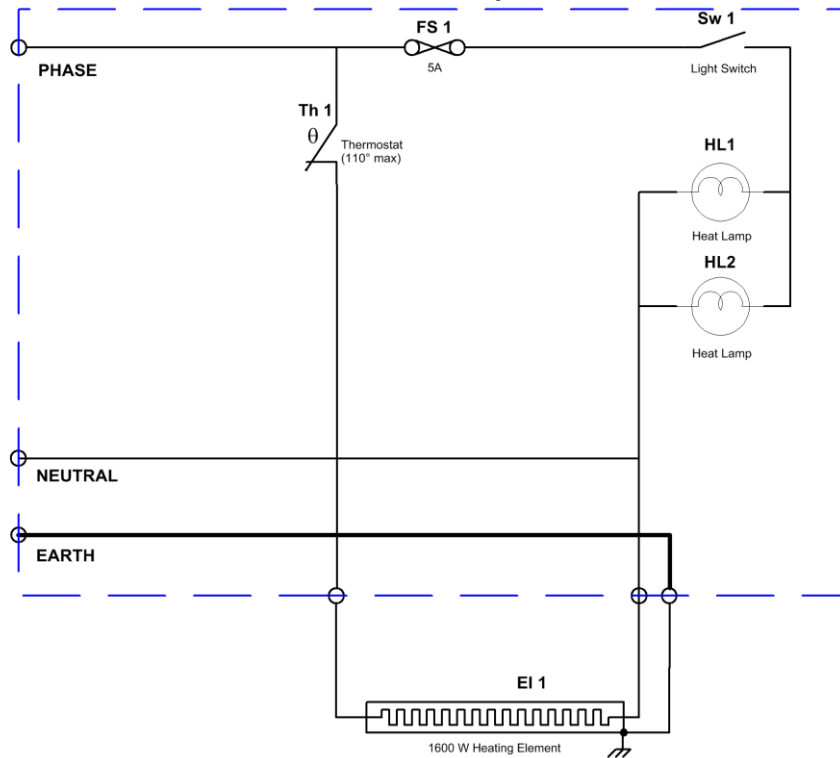 FS 1
Sw 1
PHASE
5A
Light Switch
Th 1
θ
Thermostat
(110° max)
HL1
Heat Lamp
HL2
Heat Lamp
NEUTRAL
EARTH
El 1
1600 W Heating Element